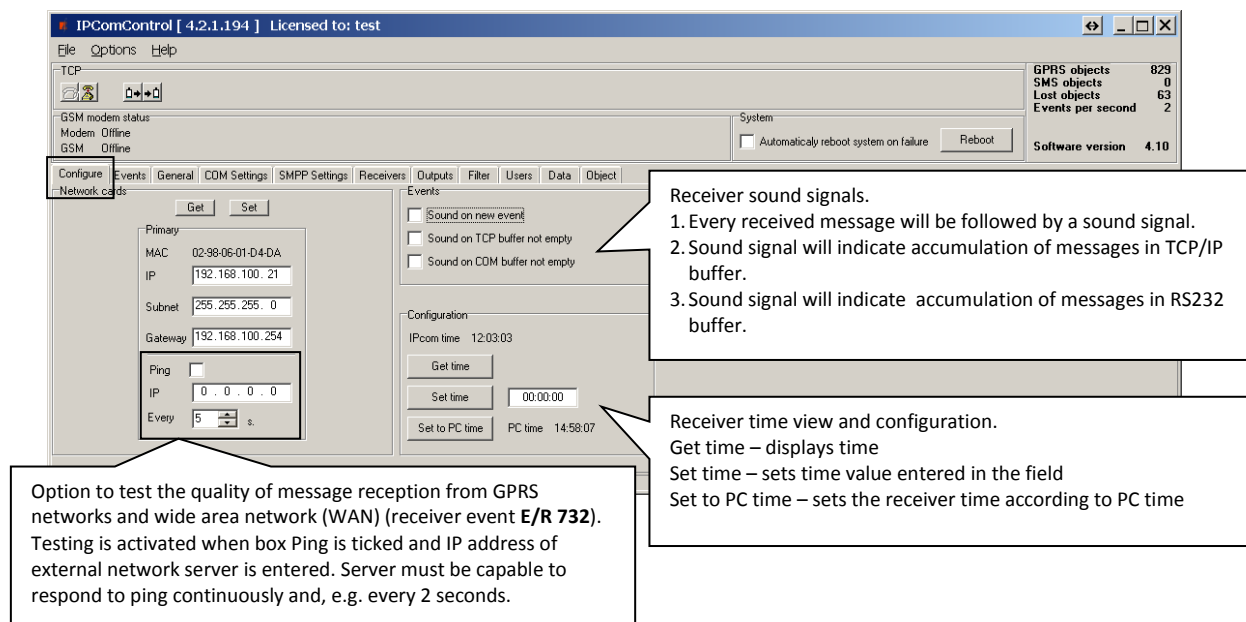 IPComControl [ 4.2.1.194 ] Licensed to: test
File Options Help
TCP
GPRS objects 829
SMS objects 0
Lost objects 63
Events per second 2
Software version 4.10
GSM modem status
Modem Offline
GSM Offline
System
Automaticaly reboot system on failure Reboot
Configure Events General COM Settings SMPP Settings Receivers Outputs Filter Users Data Object
Network cards
Get Set
Primary
MAC 02-98-06-01-D4-DA
IP 192.168.100. 21
Subnet 255.255.255. 0
Gateway 192.168.100.254
Ping
IP 0 . 0 . 0 . 0
Every 5 s.
Events
Sound on new event
Sound on TCP buffer not empty
Sound on COM buffer not empty
Configuration
IPcom time 12:03:03
Get time
Set time 00:00:00
Set to PC time PC time 14:58:07
Receiver sound signals.
1. Every received message will be followed by a sound signal.
2. Sound signal will indicate accumulation of messages in TCP/IP
buffer.
3. Sound signal will indicate accumulation of messages in RS232
buffer.
Receiver time view and configuration.
Get time – displays time
Set time – sets time value entered in the field
Set to PC time – sets the receiver time according to PC time
Option to test the quality of message reception from GPRS
networks and wide area network (WAN) (receiver event E/R 732).
Testing is activated when box Ping is ticked and IP address of
external network server is entered. Server must be capable to
respond to ping continuously and, e.g. every 2 seconds.